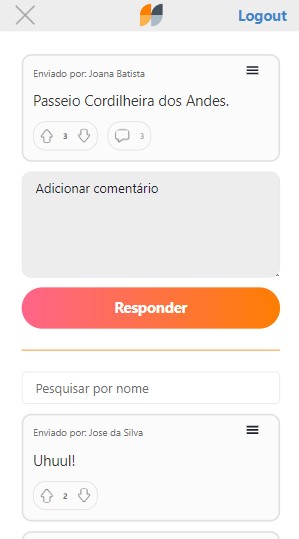 Logout
Enviado por: Joana Batista
Passeio Cordilheira dos Andes.
3 3
Adicionar comentário
Responder
Pesquisar por nome
Enviado por: Jose da Silva
Uhuul!
2